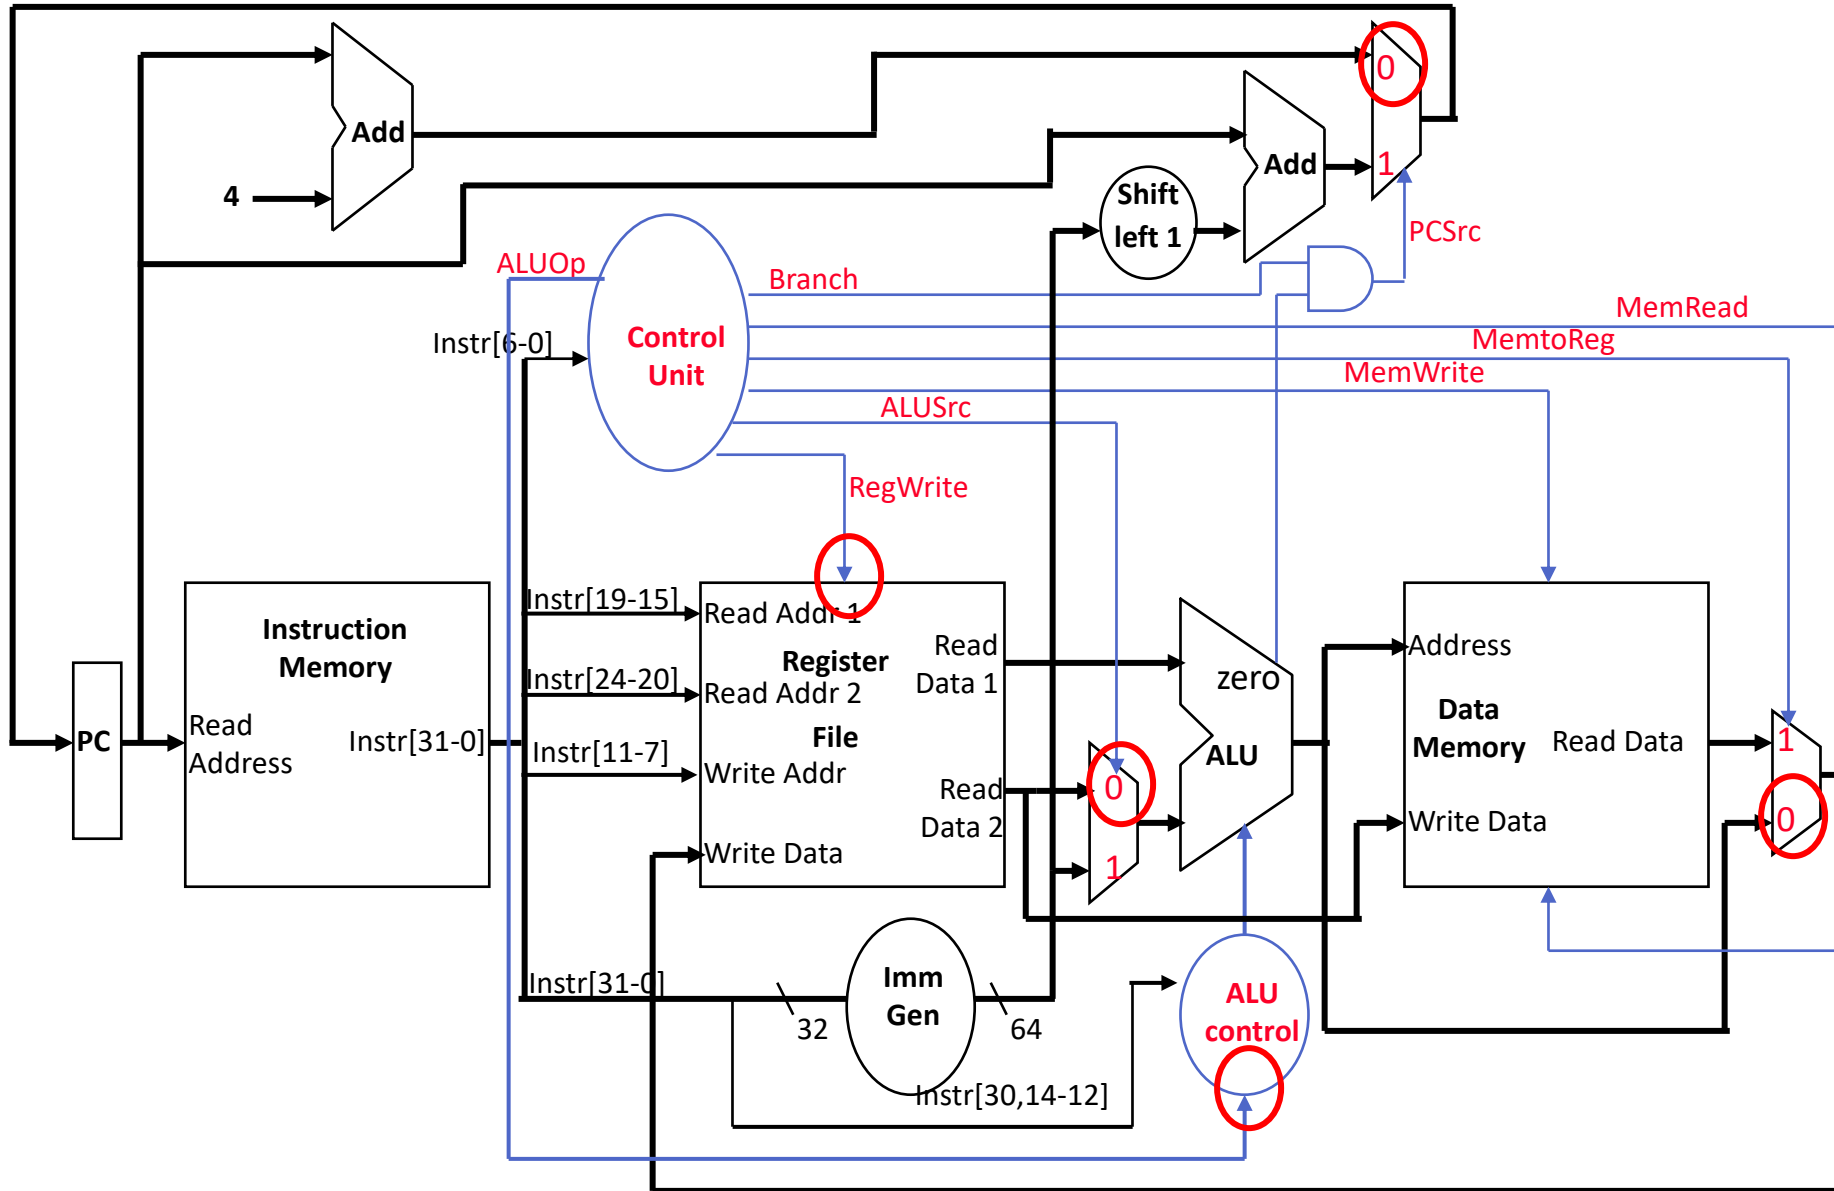 0
Add
1
Add
4
Shift
left 1
PCSrc
ALUOp
Branch
MemRead
Instr[6-0]
Control
Unit
MemtoReg
MemWrite
ALUSrc
RegWrite
Instruction
Memory
Read
Address
Instr[31-0]
PC
Instr[19-15]
Read Addr 1
Instr[24-20]
Read Addr 2
Instr[11-7]
Write Addr
Write Data
Register
File
Read
Data 1
Read
Data 2
0
1
zero
ALU
Address
Data
Memory
Read Data
Write Data
1
0
Instr[31-0]
32
Imm
Gen
64
Instr[30,14-12]
ALU
control